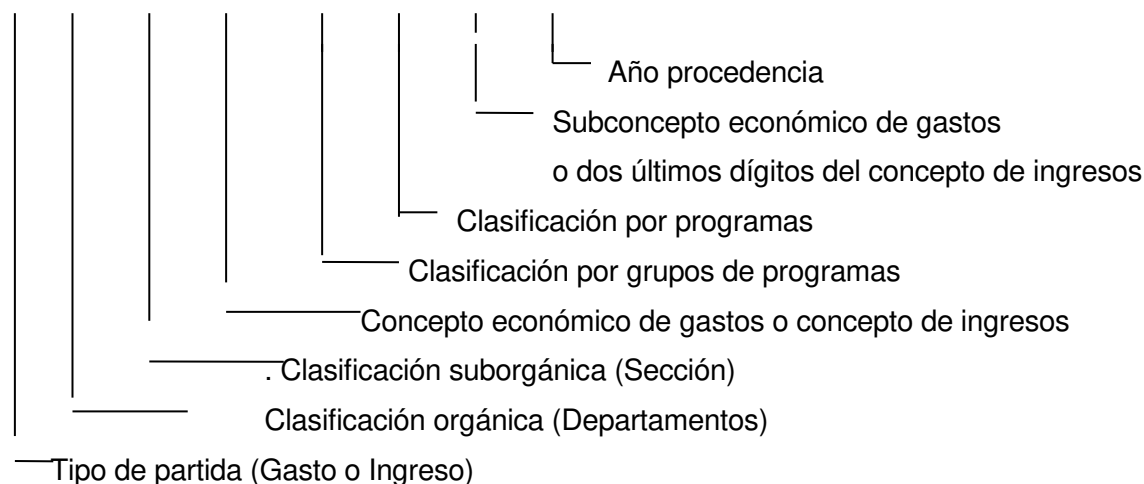 Año procedencia
Subconcepto económico de gastos
o dos últimos dígitos del concepto de ingresos
Clasificación por programas
Clasificación por grupos de programas
Concepto económico de gastos o concepto de ingresos
. Clasificación suborgánica (Sección)
Clasificación orgánica (Departamentos)
Tipo de partida (Gasto o Ingreso)